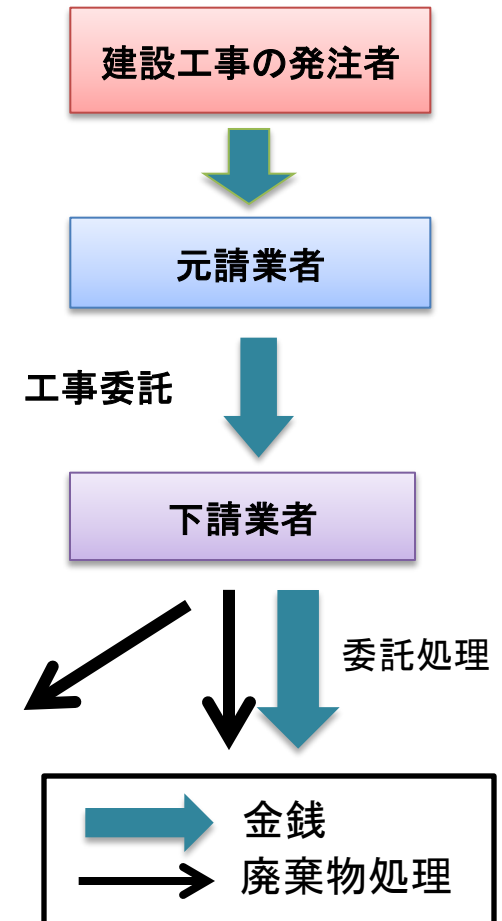 建設工事の発注者
元請業者
工事委託
下請業者
委託処理
金銭
廃棄物処理